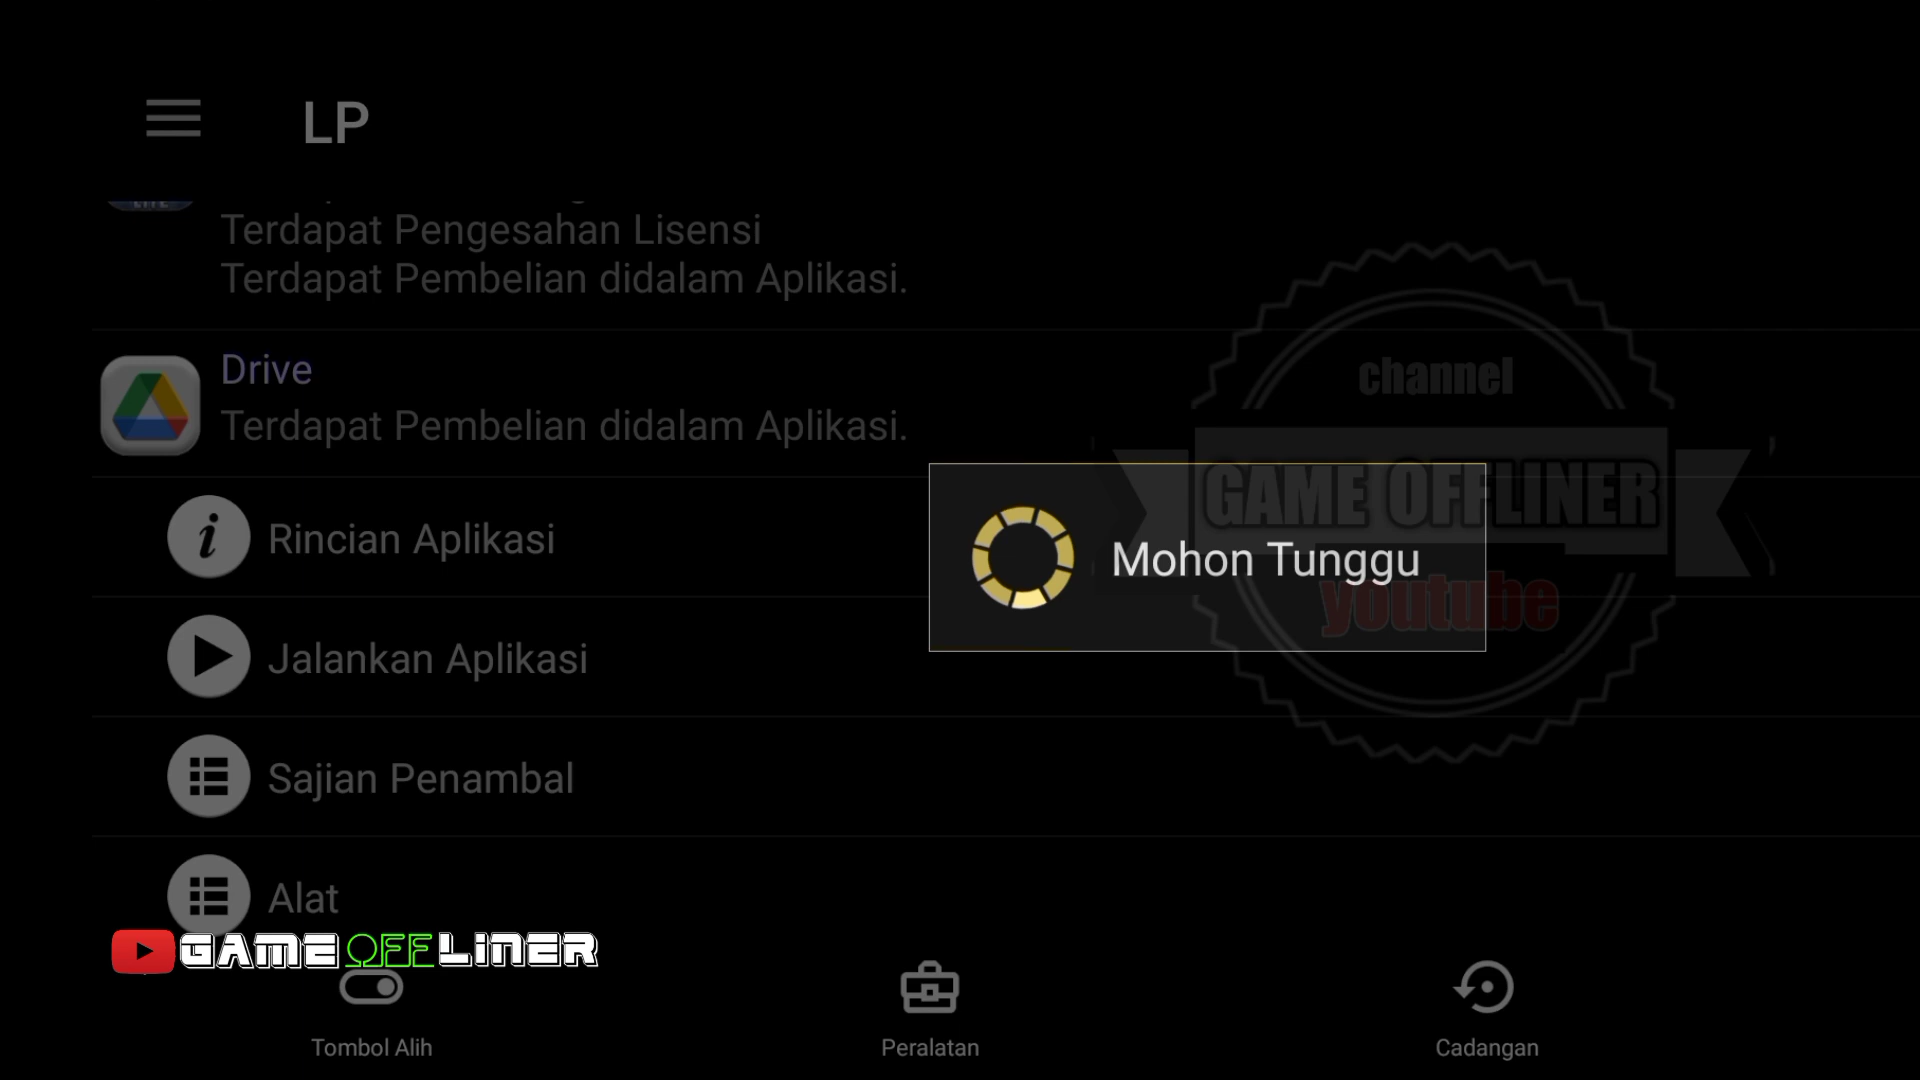 LP
Terdapat Pengesahan Lisensi
Terdapat Pembelian didalam Aplikasi.
Drive
Terdapat Pembelian didalam Aplikasi.
channel
GAME OFFLINER
youtube
Mohon Tunggu
Rincian Aplikasi
Jalankan Aplikasi
Sajian Penambal
Alat
GAME OFFLINER
Tombol Alih
Peralatan
Cadangan